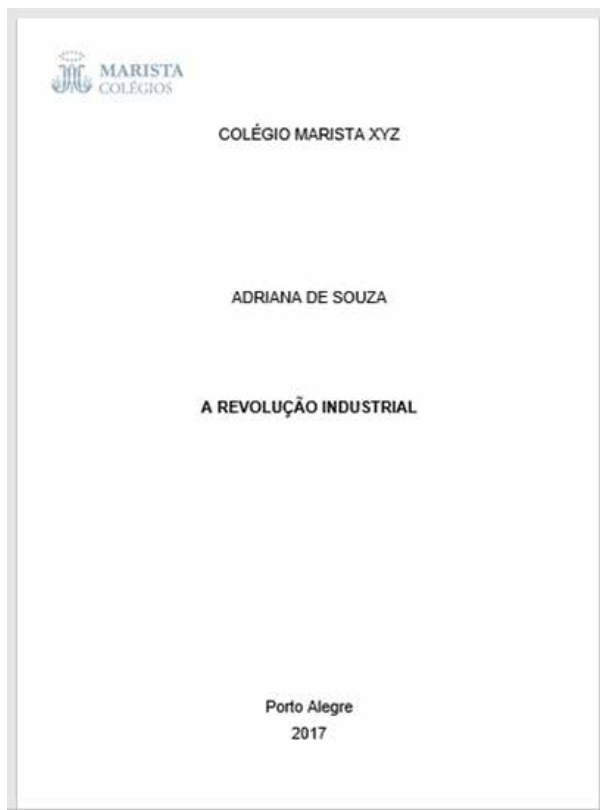 MARISTA
COLÉGIOS
COLÉGIO MARISTA XYZ
ADRIANA DE SOUZA
A REVOLUÇÃO INDUSTRIAL
Porto Alegre
2017